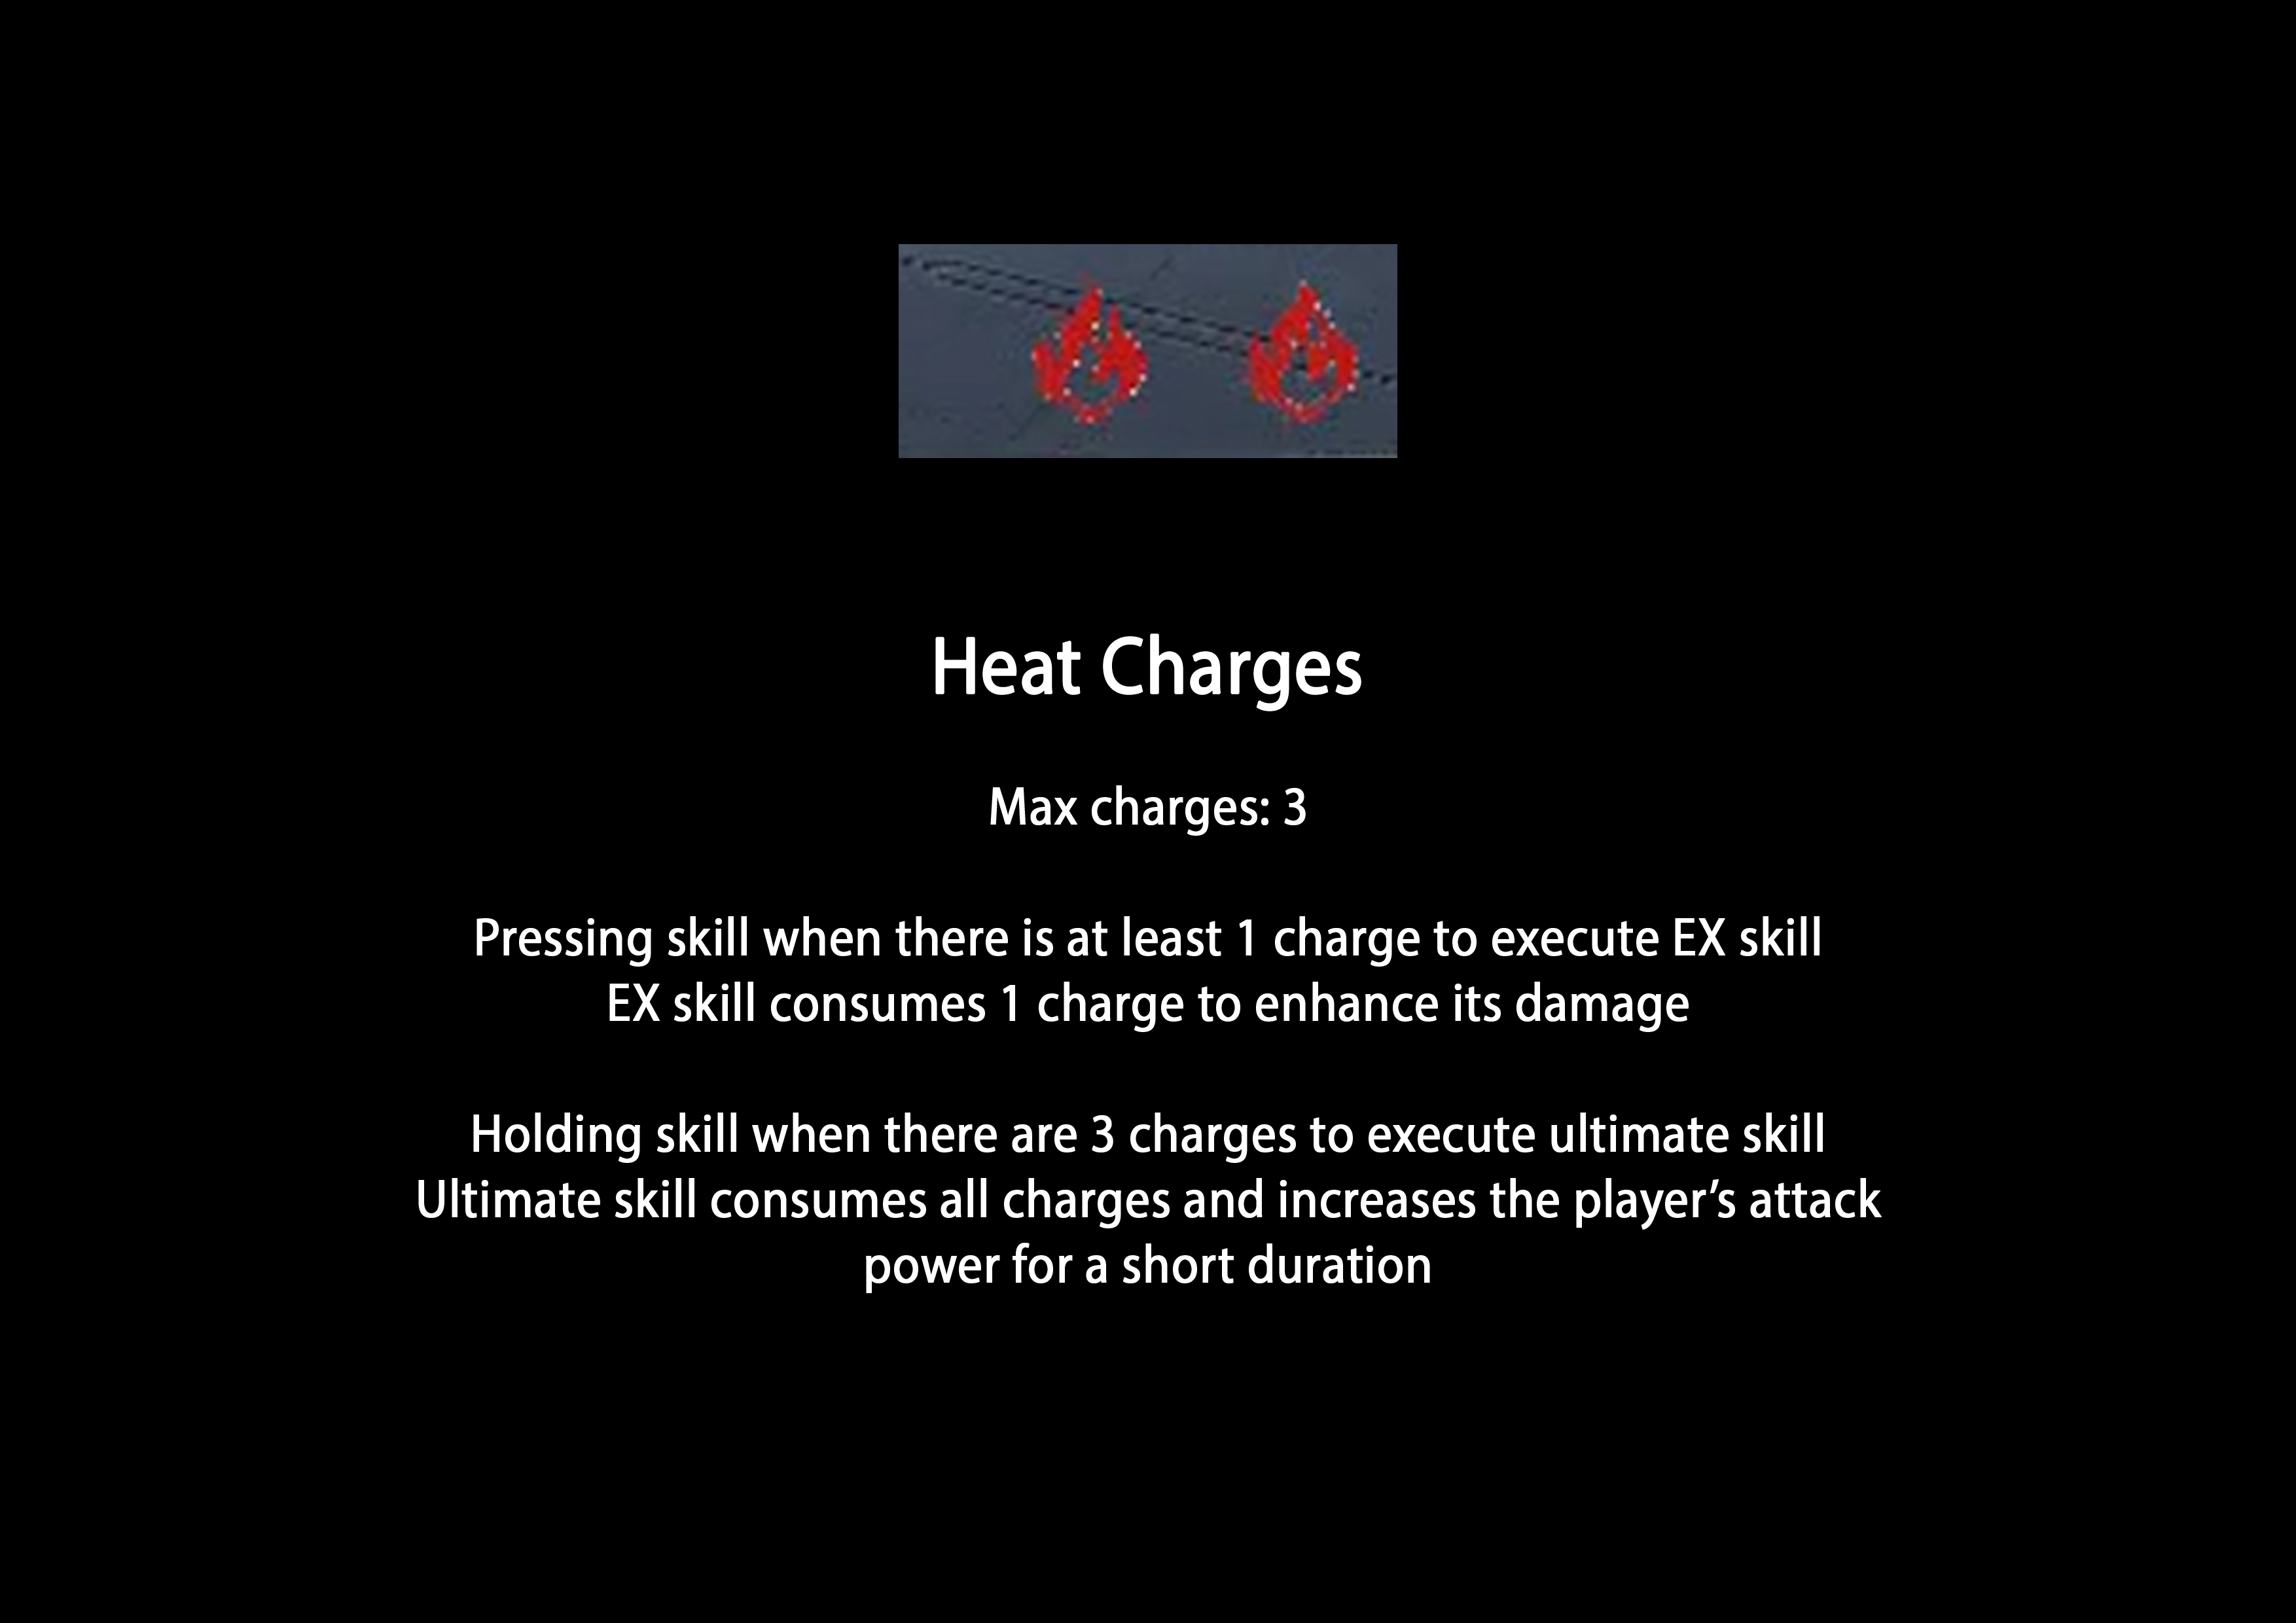 Heat Charges
Max charges: 3
Pressing skill when there is at least 1 charge to execute EX skill
EX skill consumes 1 charge to enhance its damage
Holding skill when there are 3 charges to execute ultimate skill
Ultimate skill consumes all charges and increases the player’s attack
power for a short duration